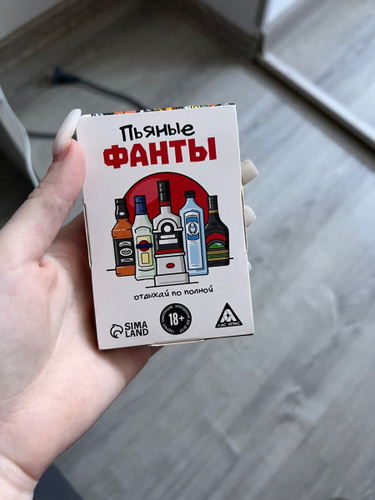 Пьяные
ФАНТЫ
отдыхай по полной
SIMA
LAND
18+